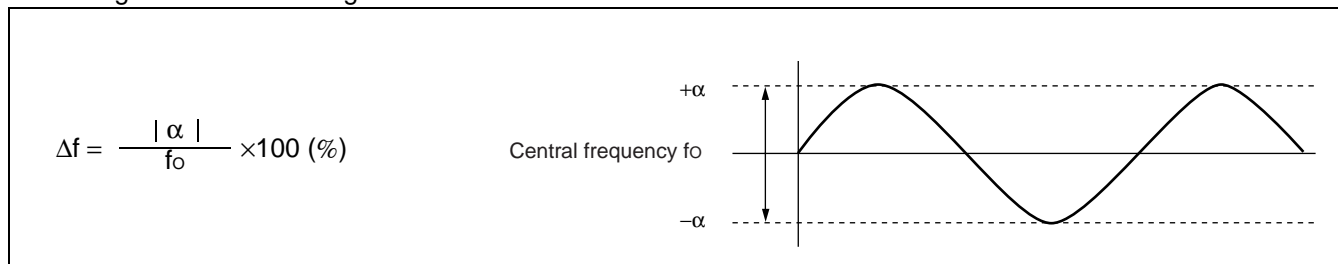 +α
Δf = | α | / fO ×100 (%)
Central frequency fO
−α